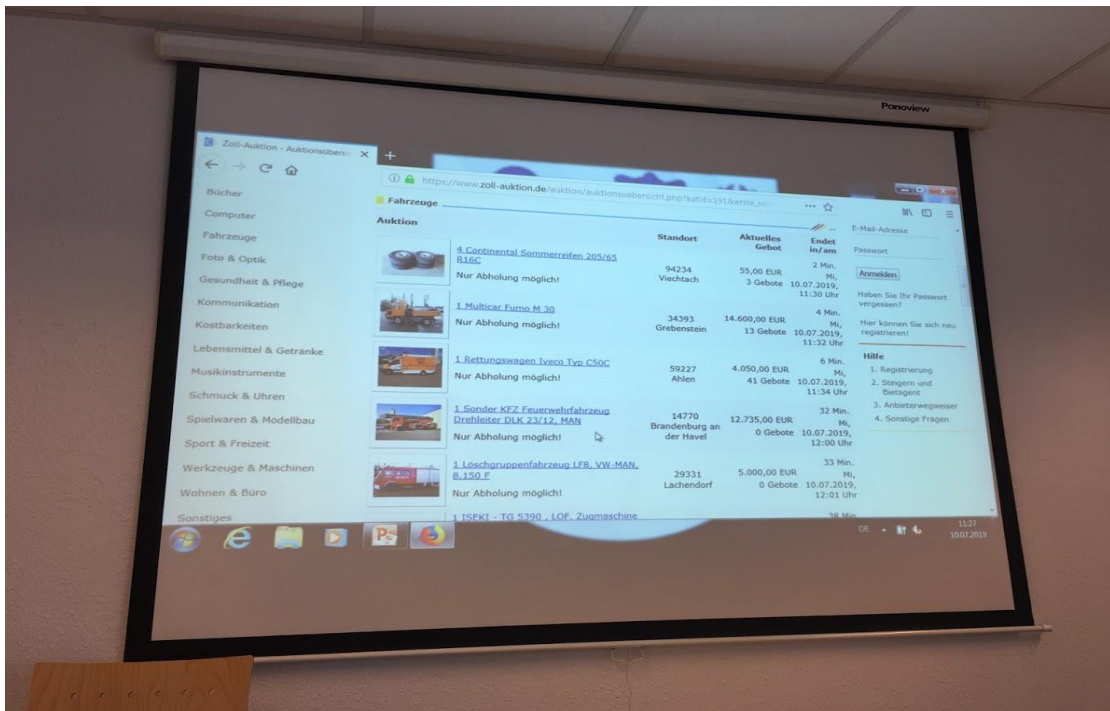 Panoview
Zoll-Auktion - Auktionsübersi
https://www.zoll-auktion.de/auktion/auktionsuebersicht.php?katid=191&erste_se
Bücher
Computer
Fahrzeuge
Foto & Optik
Gesundheit & Pflege
Kommunikation
Kostbarkeiten
Lebensmittel & Getränke
Musikinstrumente
Schmuck & Uhren
Spielwaren & Modellbau
Sport & Freizeit
Werkzeuge & Maschinen
Wohnen & Büro
Sonstiges
Fahrzeuge
Auktion
Standort
Aktuelles
Gebot
Endet
in/am
4 Continental Sommerreifen 205/65
R16C
Nur Abholung möglich!
94234
Viechtach
55,00 EUR
3 Gebote
2 Min.
Mi,
10.07.2019,
11:30 Uhr
1 Multicar Fumo M 30
Nur Abholung möglich!
34393
Grebenstein
14.600,00 EUR
13 Gebote
4 Min.
Mi,
10.07.2019,
11:32 Uhr
1 Rettungswagen Iveco Typ C50C
Nur Abholung möglich!
59227
Ahlen
4.050,00 EUR
41 Gebote
6 Min.
Mi,
10.07.2019,
11:34 Uhr
1 Sonder KFZ Feuerwehrfahrzeug
Drehleiter DLK 23/12, MAN
Nur Abholung möglich!
14770
Brandenburg an
der Havel
12.735,00 EUR
0 Gebote
32 Min.
Mi,
10.07.2019,
12:00 Uhr
1 Löschgruppenfahrzeug LF8, VW-MAN,
8.150 F
Nur Abholung möglich!
29331
Lachendorf
5.000,00 EUR
0 Gebote
33 Min.
Mi,
10.07.2019,
12:01 Uhr
1 ISEKI - TG 5390 , LOF, Zugmaschine
38 Min.
E-Mail-Adresse
Passwort
Anmelden
Haben Sie Ihr Passwort
vergessen?
Hier können Sie sich neu
registrieren!
Hilfe
1. Registrierung
2. Steigern und
Bietagent
3. Anbieterwegweiser
4. Sonstige Fragen
DE
11:27
10.07.2019